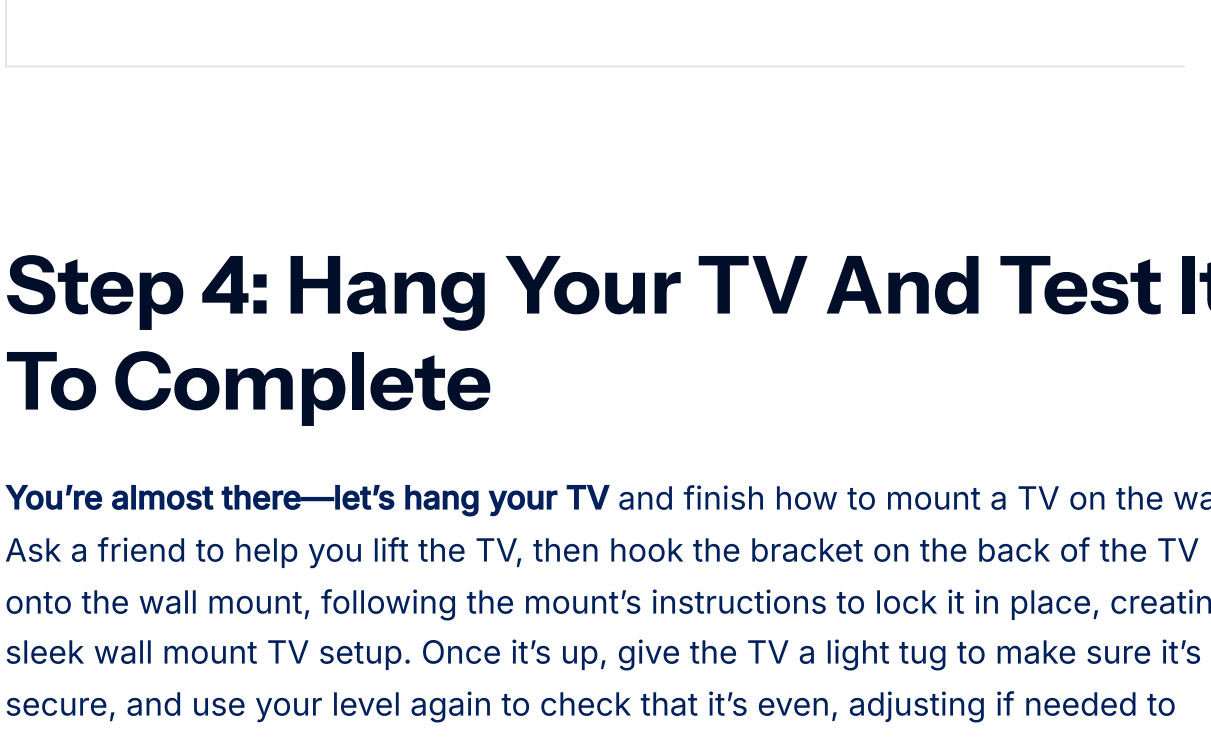 Step 4: Hang Your TV And Test It
To Complete
You’re almost there—let’s hang your TV and finish how to mount a TV on the
Ask a friend to help you lift the TV, then hook the bracket on the back of the TV
onto the wall mount, following the mount’s instructions to lock it in place,
sleek wall mount TV setup. Once it’s up, give the TV a light tug to make sure it’s
secure, and use your level again to check that it’s even, adjusting if needed to